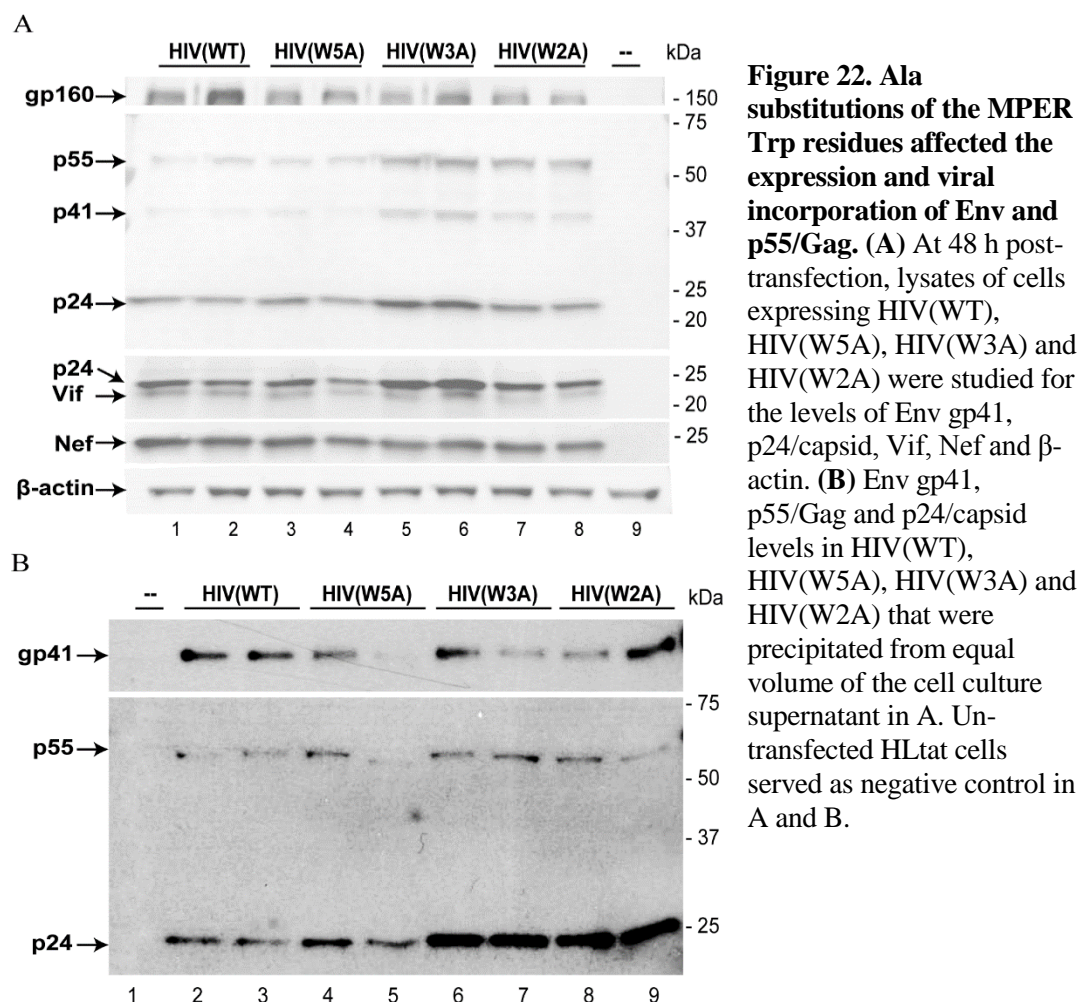 A
HIV(WT) HIV(W5A) HIV(W3A) HIV(W2A) -- kDa
gp160
- 150
- 75
p55
- 50
p41
- 37
- 25
p24
- 20
p24
- 25
Vif
- 20
Nef
- 25
β-actin
1 2 3 4 5 6 7 8 9
B
-- HIV(WT) HIV(W5A) HIV(W3A) HIV(W2A) kDa
gp41
- 75
p55
- 50
- 37
- 25
p24
1 2 3 4 5 6 7 8 9
Figure 22. Ala
substitutions of the MPER
Trp residues affected the
expression and viral
incorporation of Env and
p55/Gag. (A) At 48 h post-
transfection, lysates of cells
expressing HIV(WT),
HIV(W5A), HIV(W3A) and
HIV(W2A) were studied for
the levels of Env gp41,
p24/capsid, Vif, Nef and β-
actin. (B) Env gp41,
p55/Gag and p24/capsid
levels in HIV(WT),
HIV(W5A), HIV(W3A) and
HIV(W2A) that were
precipitated from equal
volume of the cell culture
supernatant in A. Un-
transfected HLtat cells
served as negative control in
A and B.